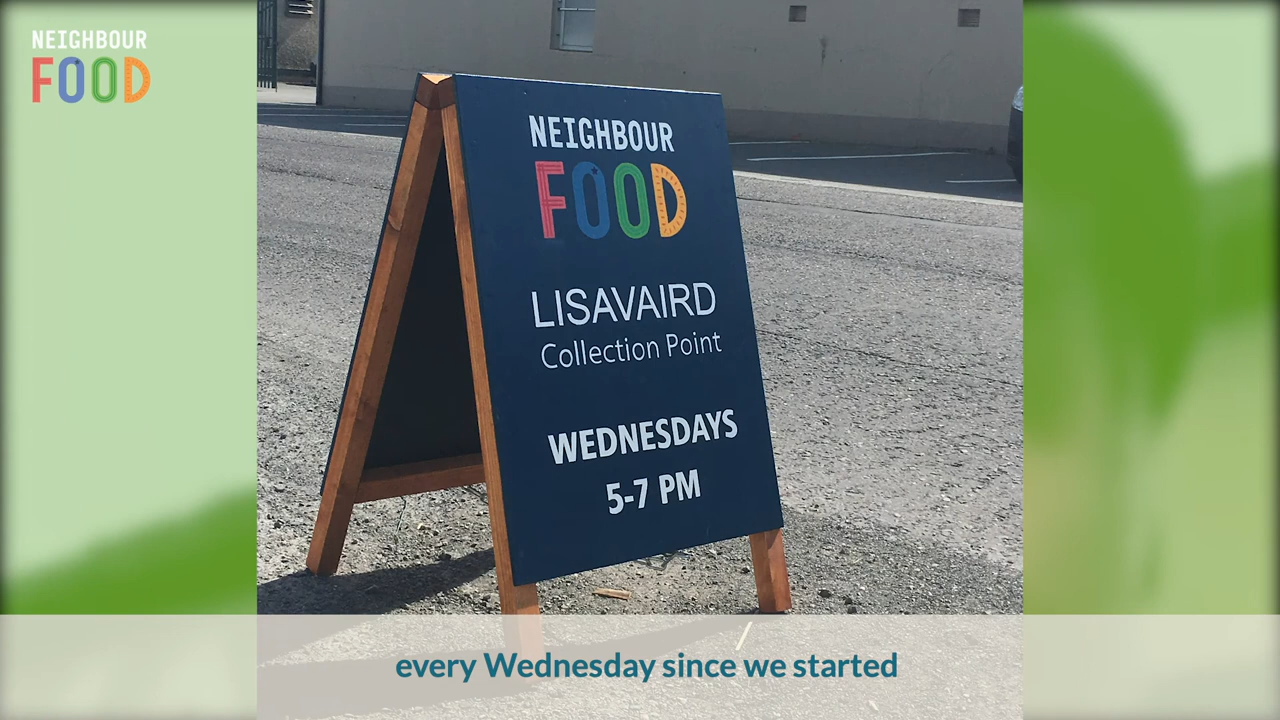 NEIGHBOUR
FOOD
NEIGHBOUR
FOOD
LISAVAIRD
Collection Point
WEDNESDAYS
5-7 PM
every Wednesday since we started